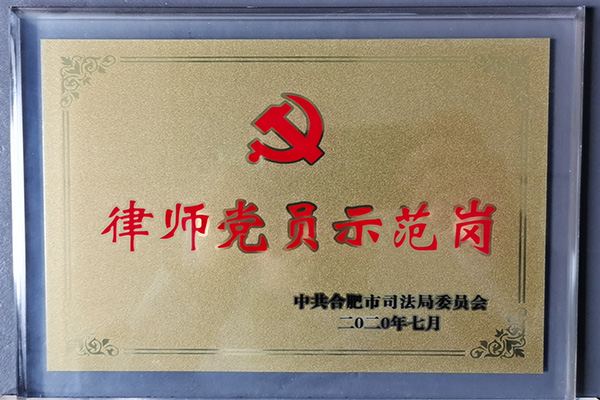 律师党员示范岗
中共合肥市司法局委员会
二〇二〇年七月